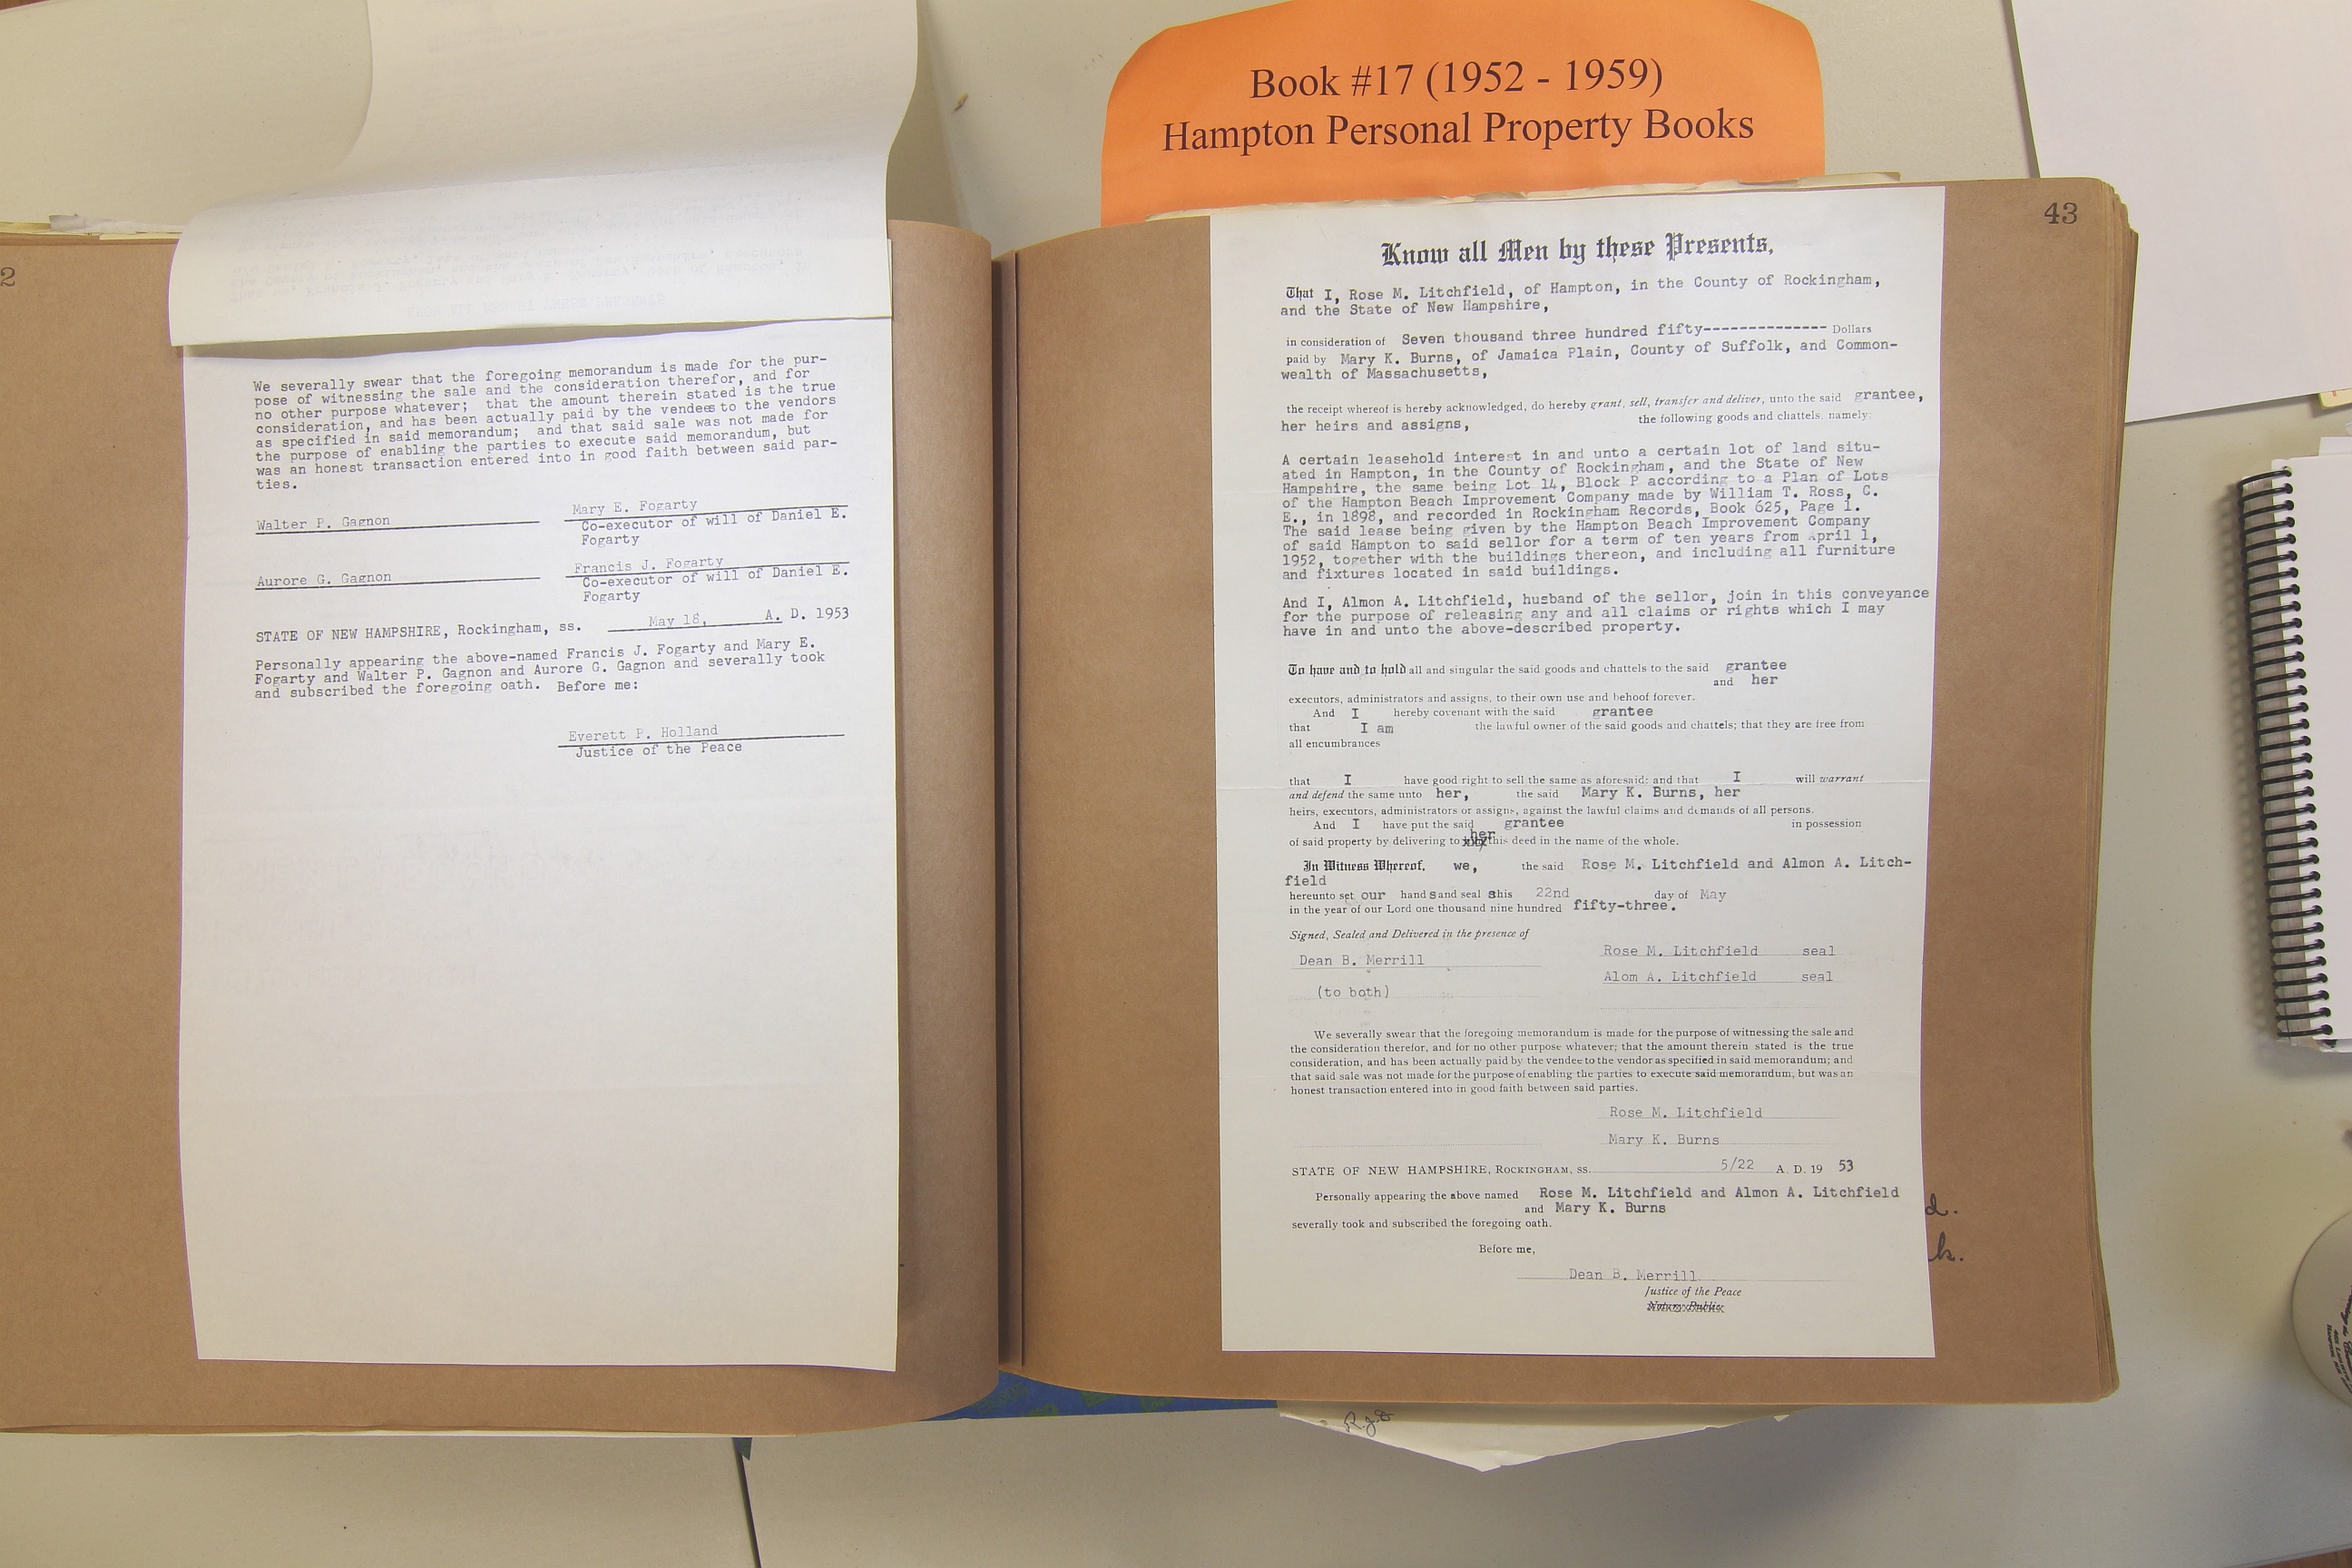 Book #17 (1952 - 1959)
Hampton Personal Property Books
2
We severally swear that the foregoing memorandum is made for the pur-
pose of witnessing the sale and the consideration therefor, and for
no other purpose whatever; that the amount therein stated is the true
consideration, and has been actually paid by the vendees to the vendors
as specified in said memorandum; and that said sale was not made for
the purpose of enabling the parties to execute said memorandum, but
was an honest transaction entered into in good faith between said par-
ties.
Walter P. Gagnon
Mary E. Fogarty
Co-executor of will of Daniel E.
Fogarty
Aurore G. Gagnon
Francis J. Fogarty
Co-executor of will of Daniel E.
Fogarty
STATE OF NEW HAMPSHIRE, Rockingham, ss. May 18, A. D. 1953
Personally appearing the above-named Francis J. Fogarty and Mary E.
Fogarty and Walter P. Gagnon and Aurore G. Gagnon and severally took
and subscribed the foregoing oath. Before me:
Everett P. Holland
Justice of the Peace
43
Know all Men by these Presents,
That I, Rose M. Litchfield, of Hampton, in the County of Rockingham,
and the State of New Hampshire,
in consideration of Seven thousand three hundred fifty-------------- Dollars
paid by Mary K. Burns, of Jamaica Plain, County of Suffolk, and Common-
wealth of Massachusetts,
the receipt whereof is hereby acknowledged, do hereby grant, sell, transfer and deliver, unto the said grantee,
her heirs and assigns, the following goods and chattels. namely:
A certain leasehold interest in and unto a certain lot of land situ-
ated in Hampton, in the County of Rockingham, and the State of New
Hampshire, the same being Lot 14, Block P according to a Plan of Lots
of the Hampton Beach Improvement Company made by William T. Ross, C.
E., in 1898, and recorded in Rockingham Records, Book 625, Page 1.
The said lease being given by the Hampton Beach Improvement Company
of said Hampton to said sellor for a term of ten years from April 1,
1952, together with the buildings thereon, and including all furniture
and fixtures located in said buildings.
And I, Almon A. Litchfield, husband of the sellor, join in this conveyance
for the purpose of releasing any and all claims or rights which I may
have in and unto the above-described property.
To have and to hold all and singular the said goods and chattels to the said grantee
and her
executors, administrators and assigns, to their own use and behoof forever.
And I hereby covenant with the said grantee
that I am the lawful owner of the said goods and chattels; that they are free from
all encumbrances
that I have good right to sell the same as aforesaid: and that I will warrant
and defend the same unto her, the said Mary K. Burns, her
heirs, executors, administrators or assigns, against the lawful claims and demands of all persons.
And I have put the said grantee in possession
of said property by delivering to her this deed in the name of the whole.
In Witness Whereof, we, the said Rose M. Litchfield and Almon A. Litch-
field
hereunto set our hand s and seal s his 22nd day of May
in the year of our Lord one thousand nine hundred fifty-three.
Signed, Sealed and Delivered in the presence of
Dean B. Merrill
Rose M. Litchfield seal
Alom A. Litchfield seal
(to both)
We severally swear that the foregoing memorandum is made for the purpose of witnessing the sale and
the consideration therefor, and for no other purpose whatever; that the amount therein stated is the true
consideration, and has been actually paid by the vendee to the vendor as specified in said memorandum; and
that said sale was not made for the purpose of enabling the parties to execute said memorandum, but was an
honest transaction entered into in good faith between said parties.
Rose M. Litchfield
Mary K. Burns
STATE OF NEW HAMPSHIRE, ROCKINGHAM, SS. 5/22 A. D. 19 53
Personally appearing the above named Rose M. Litchfield and Almon A. Litchfield
and Mary K. Burns
severally took and subscribed the foregoing oath.
Before me,
Dean B. Merrill
Justice of the Peace
Notary Public
d.
k.